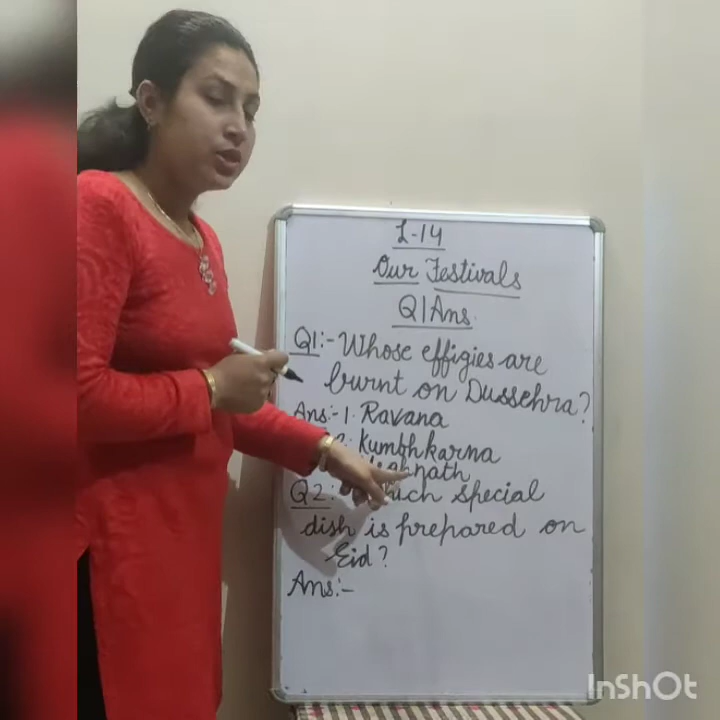 L-14
Our Festivals
Q/Ans.
Q1:- Whose effigies are
burnt on Dussehra?
Ans:- 1. Ravana
2. Kumbhkarna
Q2: special
dish is prepared on
Eid?
Ans:-
InShOt